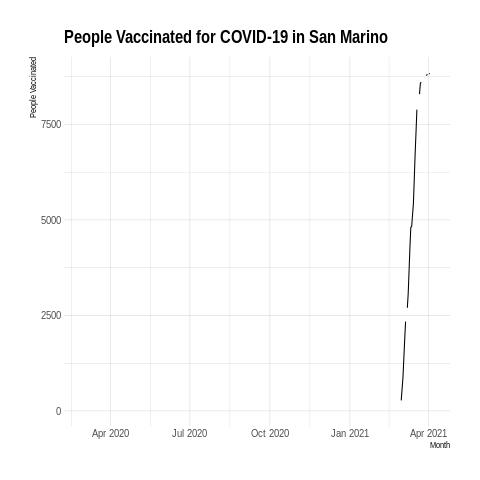 People Vaccinated for COVID-19 in San Marino
People Vaccinated
7500
5000
2500
0
Apr 2020 Jul 2020 Oct 2020 Jan 2021 Apr 2021
Month